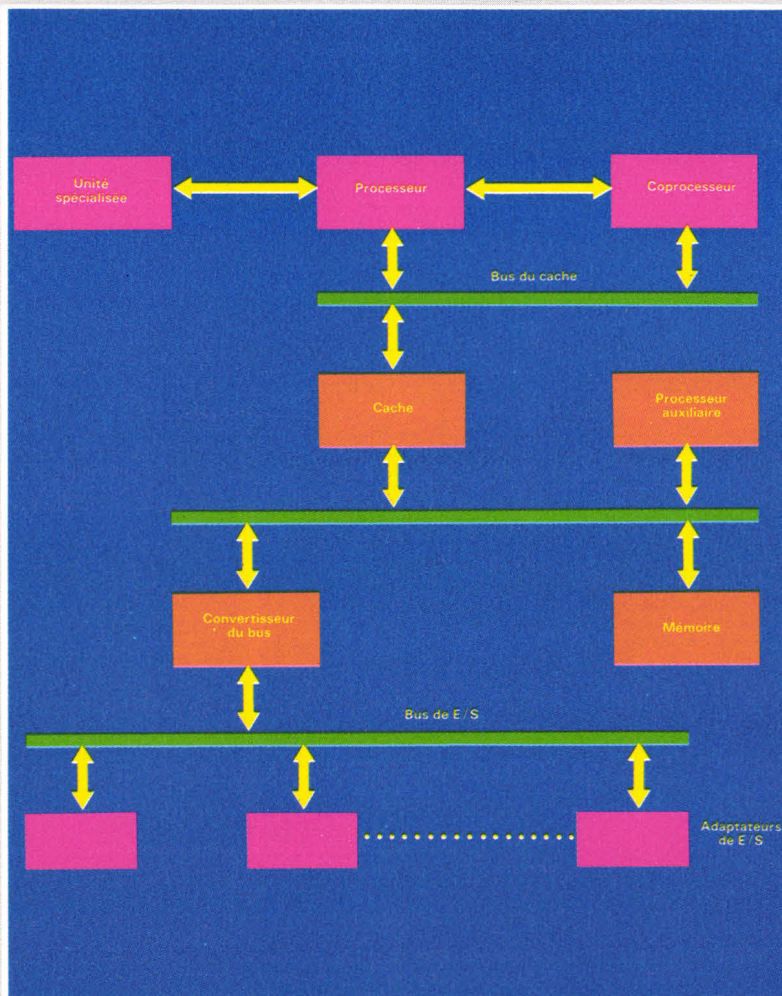 Unité
spécialisée
Processeur
Coprocesseur
Bus du cache
Cache
Processeur
auxiliaire
Convertisseur
du bus
Mémoire
Bus de E/S
Adaptateurs
de E/S